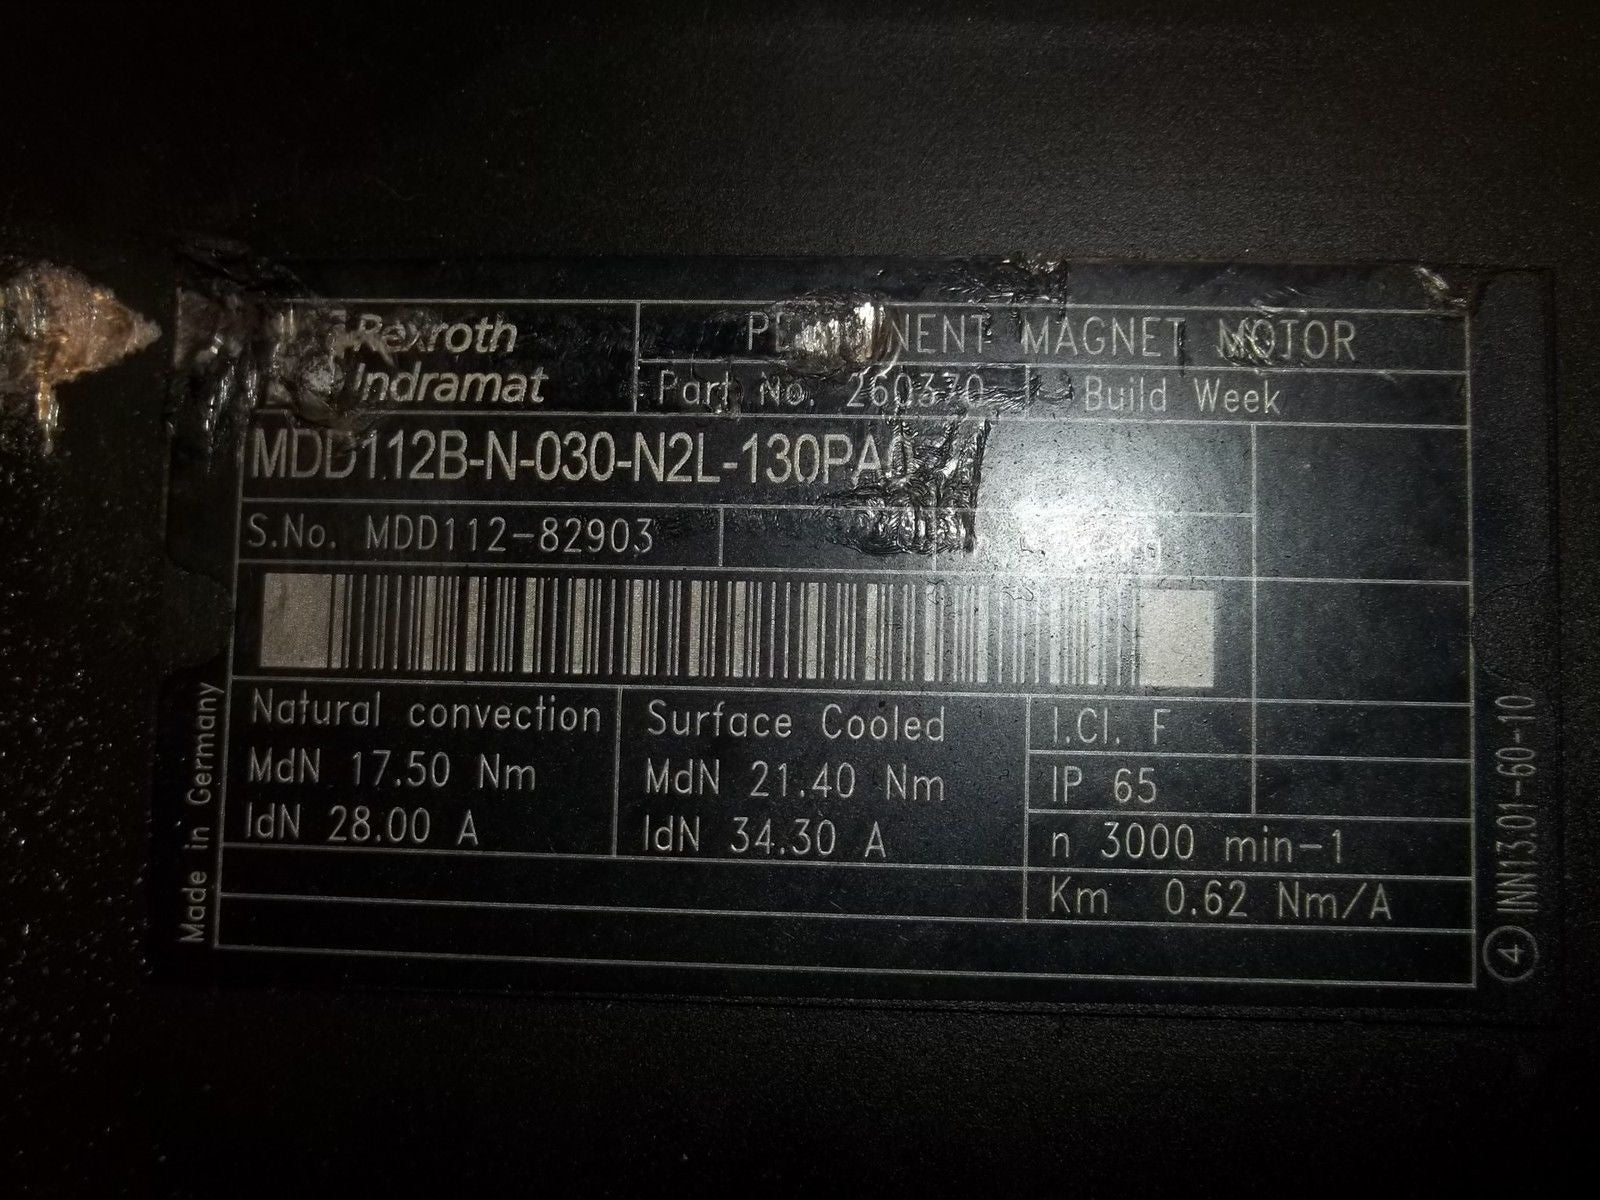 Rexroth
Indramat
MAGNET MOTOR
Part No. 260370
Build Week
S.No. MDD112-82903
Natural convection
MdN 17.50 Nm
IdN 28.00 A
Surface Cooled
MdN 21.40 Nm
IdN 34.30 A
I.Cl. F
IP 65
n 3000 min-1
Km 0.62 Nm/A
Made in Germany
4 INN13.01-60-10